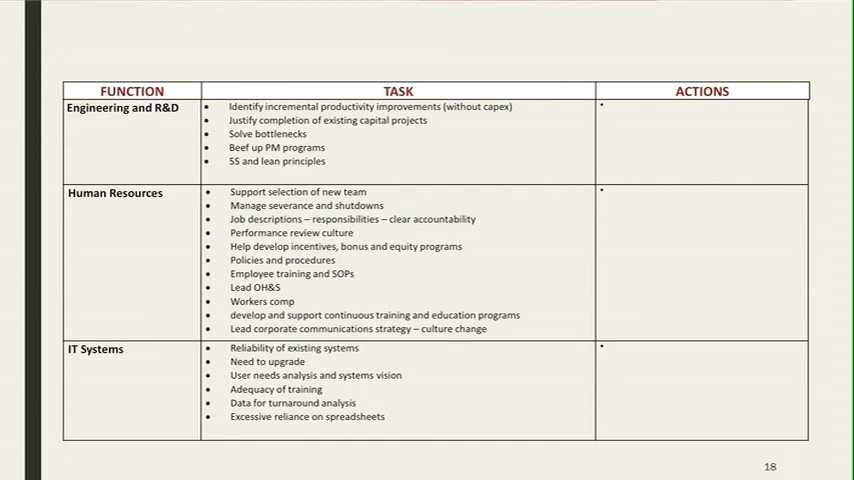 FUNCTION TASK ACTIONS
Engineering and R&D
• Identify incremental productivity improvements (without capex)
• Justify completion of existing capital projects
• Solve bottlenecks
• Beef up PM programs
• 5S and lean principles
•
Human Resources
• Support selection of new team
• Manage severance and shutdowns
• Job descriptions – responsibilities – clear accountability
• Performance review culture
• Help develop incentives, bonus and equity programs
• Policies and procedures
• Employee training and SOPs
• Lead OH&S
• Workers comp
• develop and support continuous training and education programs
• Lead corporate communications strategy – culture change
•
IT Systems
• Reliability of existing systems
• Need to upgrade
• User needs analysis and systems vision
• Adequacy of training
• Data for turnaround analysis
• Excessive reliance on spreadsheets
•
18